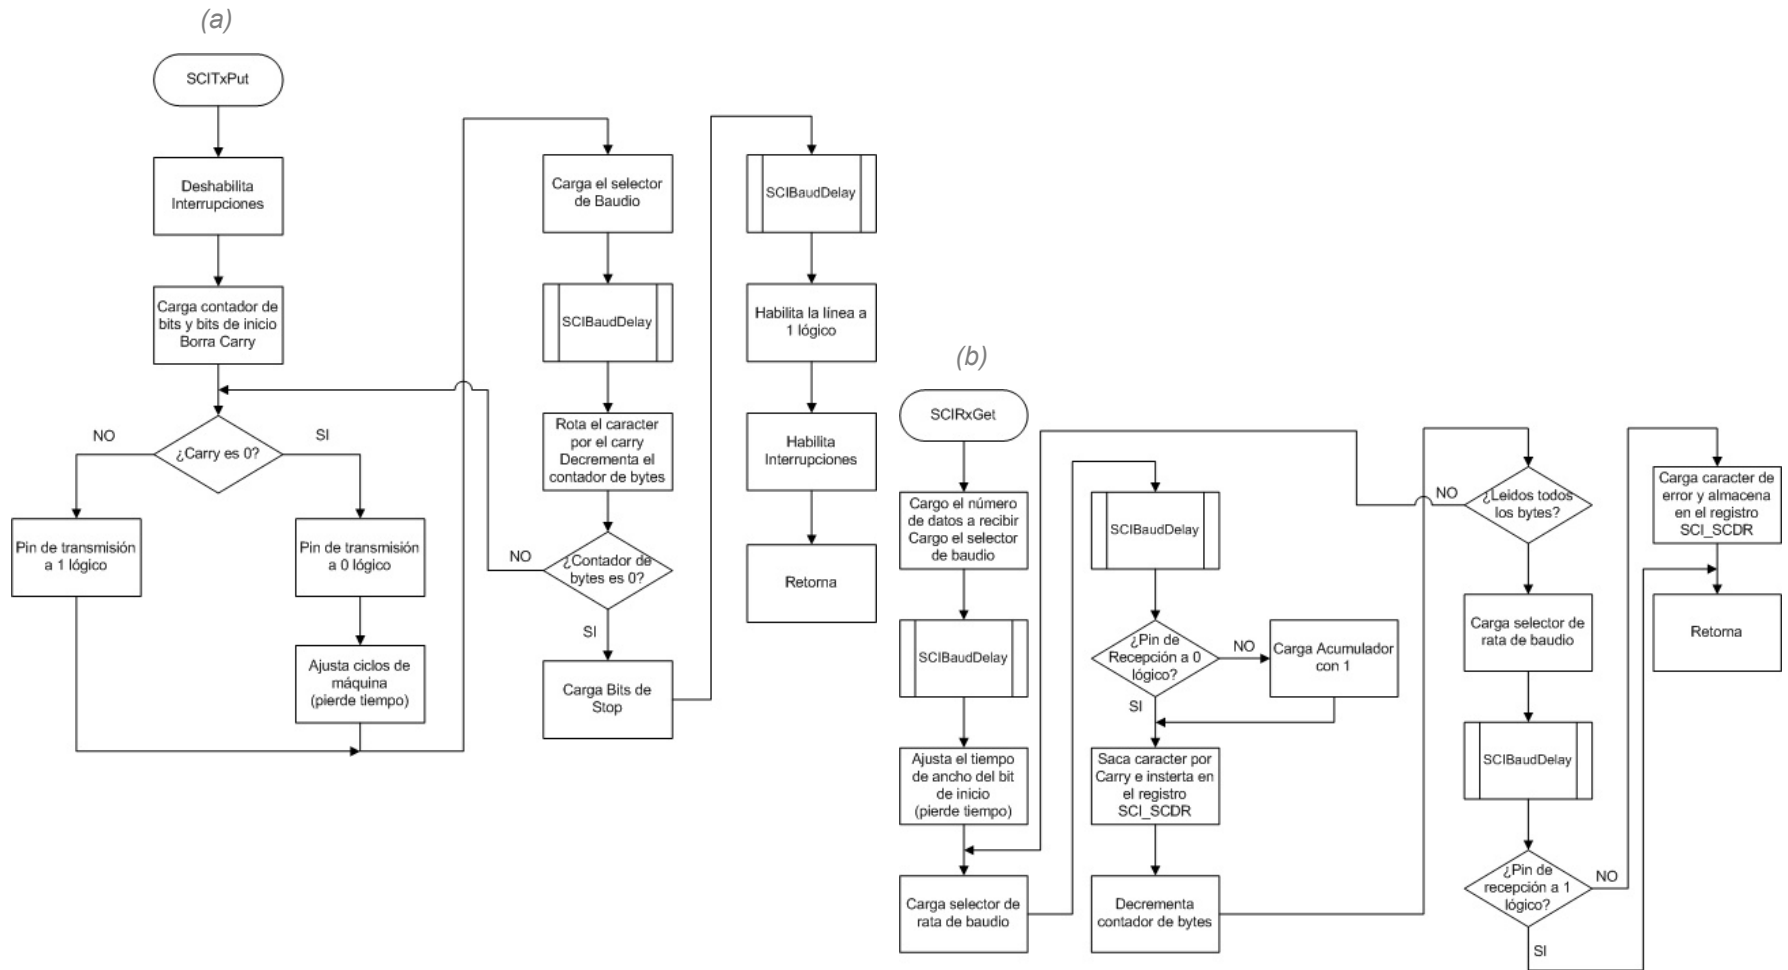 (a)
SCITxPut
Deshabilita
Interrupciones
Carga contador de
bits y bits de inicio
Borra Carry
¿Carry es 0?
NO
SI
Pin de transmisión
a 1 lógico
Pin de transmisión
a 0 lógico
Ajusta ciclos de
máquina
(pierde tiempo)
Carga el selector
de Baudio
SCIBaudDelay
Rota el caracter
por el carry
Decrementa el
contador de bytes
¿Contador de
bytes es 0?
NO
SI
Carga Bits de
Stop
SCIBaudDelay
Habilita la línea a
1 lógico
Habilita
Interrupciones
Retorna
(b)
SCIRxGet
Cargo el número
de datos a recibir
Cargo el selector
de baudio
SCIBaudDelay
Ajusta el tiempo
de ancho del bit
de inicio
(pierde tiempo)
Carga selector de
rata de baudio
SCIBaudDelay
¿Pin de
Recepción a 0
lógico?
NO
SI
Carga Acumulador
con 1
Saca caracter por
Carry e insterta en
el registro
SCI_SCDR
Decrementa
contador de bytes
¿Leidos todos
los bytes?
NO
Carga selector de
rata de baudio
SCIBaudDelay
¿Pin de
recepción a 1
lógico?
NO
SI
Carga caracter de
error y almacena
en el registro
SCI_SCDR
Retorna